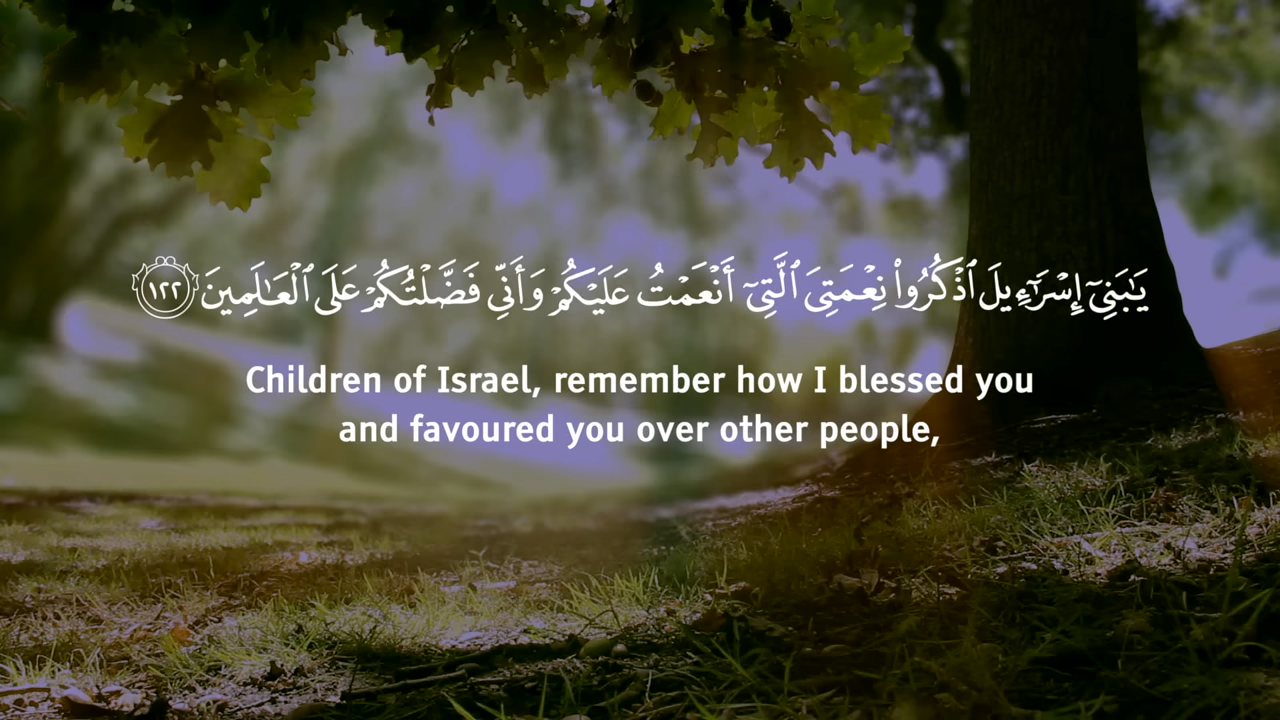 يَـٰبَنِىٓ إِسْرَٰٓءِيلَ ٱذْكُرُوا۟ نِعْمَتِىَ ٱلَّتِىٓ أَنْعَمْتُ عَلَيْكُمْ وَأَنِّى فَضَّلْتُكُمْ عَلَى ٱلْعَـٰلَمِينَ ١٢٢
Children of Israel, remember how I blessed you
and favoured you over other people,